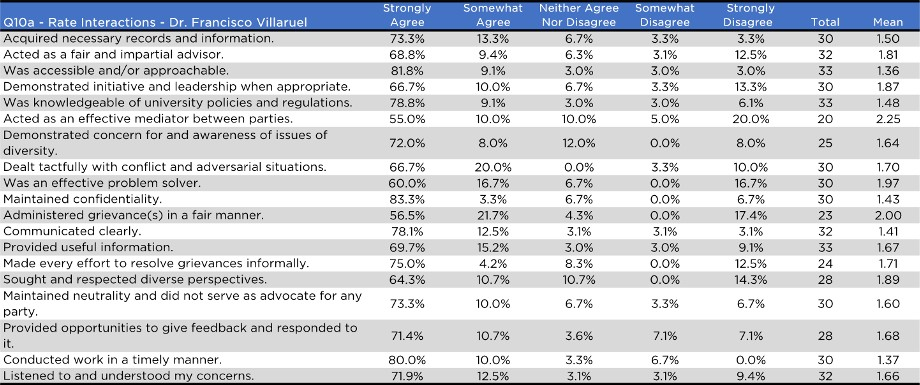 Q10a - Rate Interactions - Dr. Francisco Villaruel Strongly Agree Somewhat Agree Neither Agree Nor Disagree Somewhat Disagree Strongly Disagree Total Mean
Acquired necessary records and information. 73.3% 13.3% 6.7% 3.3% 3.3% 30 1.50
Acted as a fair and impartial advisor. 68.8% 9.4% 6.3% 3.1% 12.5% 32 1.81
Was accessible and/or approachable. 81.8% 9.1% 3.0% 3.0% 3.0% 33 1.36
Demonstrated initiative and leadership when appropriate. 66.7% 10.0% 6.7% 3.3% 13.3% 30 1.87
Was knowledgeable of university policies and regulations. 78.8% 9.1% 3.0% 3.0% 6.1% 33 1.48
Acted as an effective mediator between parties. 55.0% 10.0% 10.0% 5.0% 20.0% 20 2.25
Demonstrated concern for and awareness of issues of
diversity. 72.0% 8.0% 12.0% 0.0% 8.0% 25 1.64
Dealt tactfully with conflict and adversarial situations. 66.7% 20.0% 0.0% 3.3% 10.0% 30 1.70
Was an effective problem solver. 60.0% 16.7% 6.7% 0.0% 16.7% 30 1.97
Maintained confidentiality. 83.3% 3.3% 6.7% 0.0% 6.7% 30 1.43
Administered grievance(s) in a fair manner. 56.5% 21.7% 4.3% 0.0% 17.4% 23 2.00
Communicated clearly. 78.1% 12.5% 3.1% 3.1% 3.1% 32 1.41
Provided useful information. 69.7% 15.2% 3.0% 3.0% 9.1% 33 1.67
Made every effort to resolve grievances informally. 75.0% 4.2% 8.3% 0.0% 12.5% 24 1.71
Sought and respected diverse perspectives. 64.3% 10.7% 10.7% 0.0% 14.3% 28 1.89
Maintained neutrality and did not serve as advocate for any
party. 73.3% 10.0% 6.7% 3.3% 6.7% 30 1.60
Provided opportunities to give feedback and responded to
it. 71.4% 10.7% 3.6% 7.1% 7.1% 28 1.68
Conducted work in a timely manner. 80.0% 10.0% 3.3% 6.7% 0.0% 30 1.37
Listened to and understood my concerns. 71.9% 12.5% 3.1% 3.1% 9.4% 32 1.66